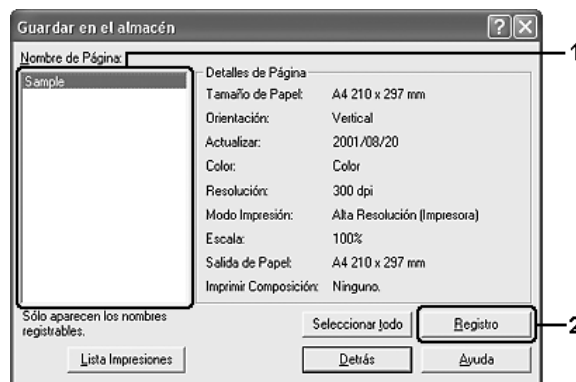 Guardar en el almacén
1
Nombre de Página:
Sample
Detalles de Página
Tamaño de Papel: A4 210 x 297 mm
Orientación: Vertical
Actualizar: 2001/08/20
Color: Color
Resolución: 300 dpi
Modo Impresión: Alta Resolución (Impresora)
Escala: 100%
Salida de Papel: A4 210 x 297 mm
Imprimir Composición: Ninguno.
Sólo aparecen los nombres
registrables.
Seleccionar todo
Registro
2
Lista Impresiones
Detrás
Ayuda